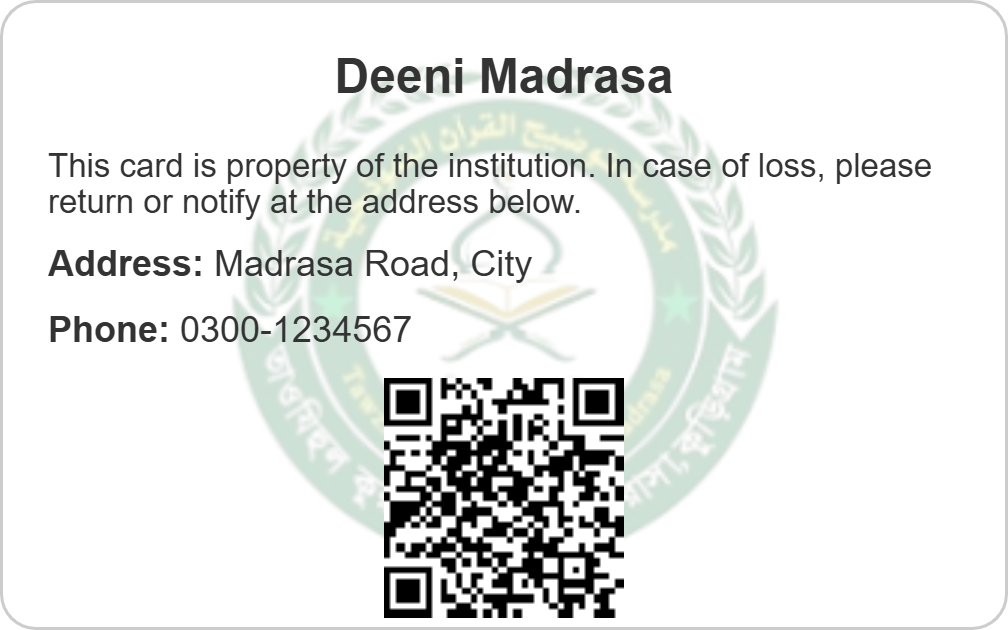 Deeni Madrasa
This card is property of the institution. In case of loss, please
return or notify at the address below.
Address: Madrasa Road, City
Phone: 0300-1234567